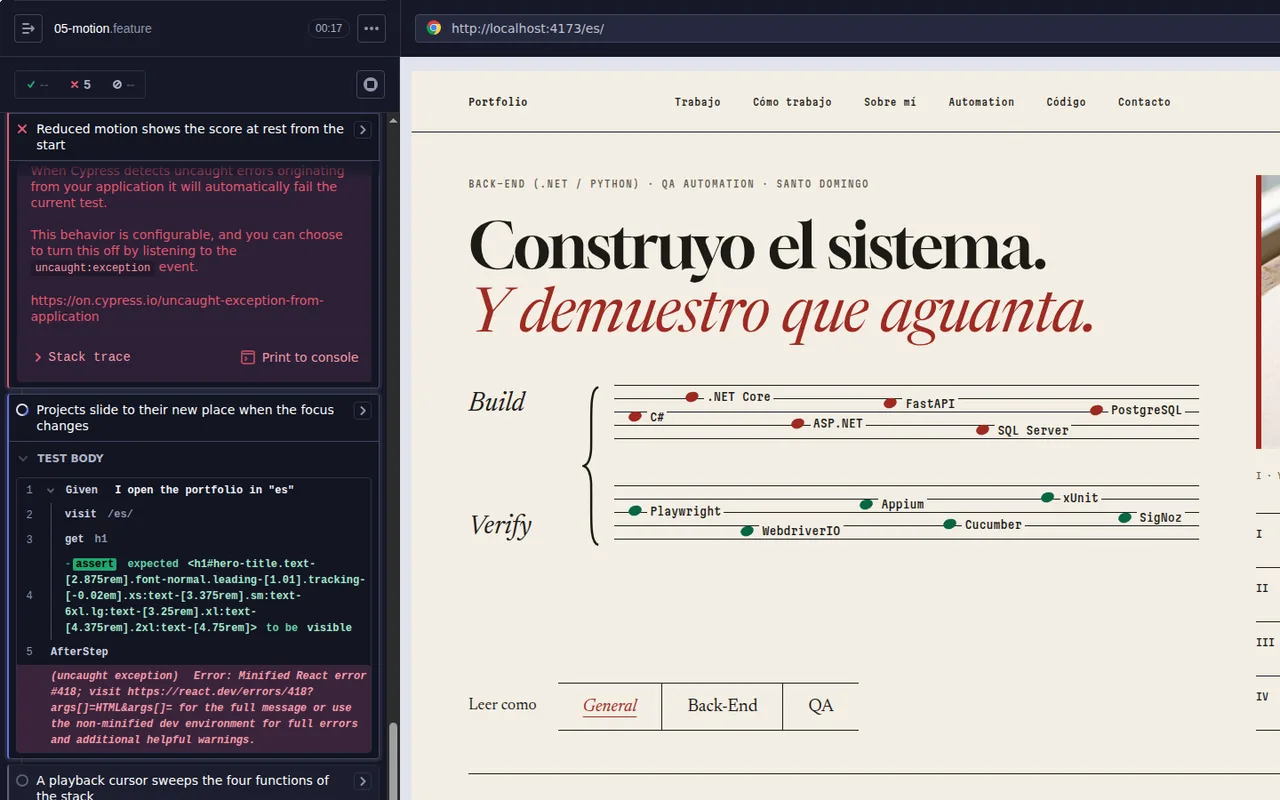 05-motion.feature
00:17
--
5
--
Reduced motion shows the score at rest from the
start
When Cypress detects uncaught errors originating
from your application it will automatically fail the
current test.
This behavior is configurable, and you can choose
to turn this off by listening to the
uncaught:exception event.
https://on.cypress.io/uncaught-exception-from-
application
Stack trace
Print to console
Projects slide to their new place when the focus
changes
TEST BODY
1 Given I open the portfolio in "es"
2 visit /es/
3 get h1
4 -assert expected <h1#hero-title.text-
[2.875rem].font-normal.leading-[1.01].tracking-
[-0.02em].xs:text-[3.375rem].sm:text-
6xl.lg:text-[3.25rem].xl:text-
[4.375rem].2xl:text-[4.75rem]> to be visible
5 AfterStep
(uncaught exception) Error: Minified React error
#418; visit https://react.dev/errors/418?
args[]=HTML&args[]= for the full message or use
the non-minified dev environment for full errors
and additional helpful warnings.
A playback cursor sweeps the four functions of
the stack
http://localhost:4173/es/
Portfolio
Trabajo
Cómo trabajo
Sobre mí
Automation
Código
Contacto
BACK-END (.NET / PYTHON) · QA AUTOMATION · SANTO DOMINGO
Construyo el sistema.
Y demuestro que aguanta.
Build
.NET Core
FastAPI
PostgreSQL
C#
ASP.NET
SQL Server
Verify
xUnit
Appium
Playwright
SigNoz
Cucumber
WebdriverIO
Leer como
General
Back-End
QA
I
II
III
IV